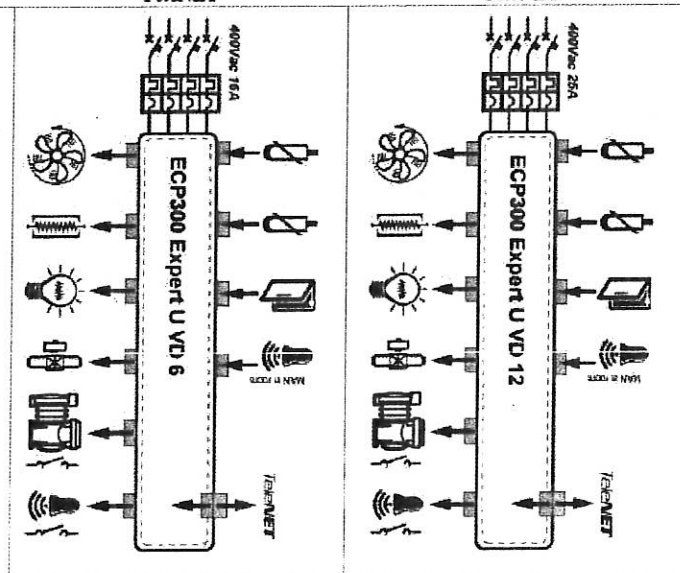 400Vac 16A
ECP300 Expert U VD 6
MAN in room
TeleNET
400Vac 25A
ECP300 Expert U VD 12
MAN in room
TeleNET